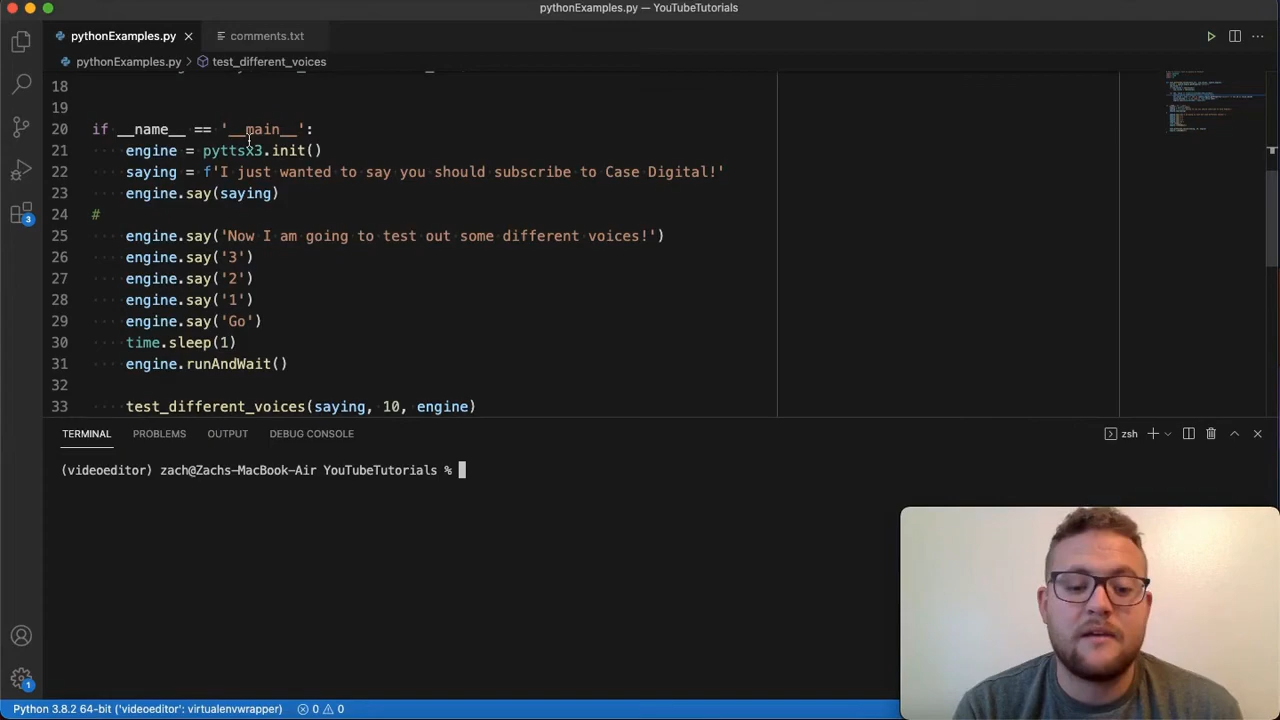 pythonExamples.py — YouTubeTutorials
pythonExamples.py
comments.txt
pythonExamples.py > test_different_voices
18
19
20 if __name__ == '__main__':
21 engine = pyttsx3.init()
22 saying = f'I just wanted to say you should subscribe to Case Digital!'
23 engine.say(saying)
24 #
25 engine.say('Now I am going to test out some different voices!')
26 engine.say('3')
27 engine.say('2')
28 engine.say('1')
29 engine.say('Go')
30 time.sleep(1)
31 engine.runAndWait()
32
33 test_different_voices(saying, 10, engine)
3
TERMINAL PROBLEMS OUTPUT DEBUG CONSOLE
zsh
(videoeditor) zach@Zachs-MacBook-Air YouTubeTutorials %
1
Python 3.8.2 64-bit ('videoeditor': virtualenvwrapper) 0 0